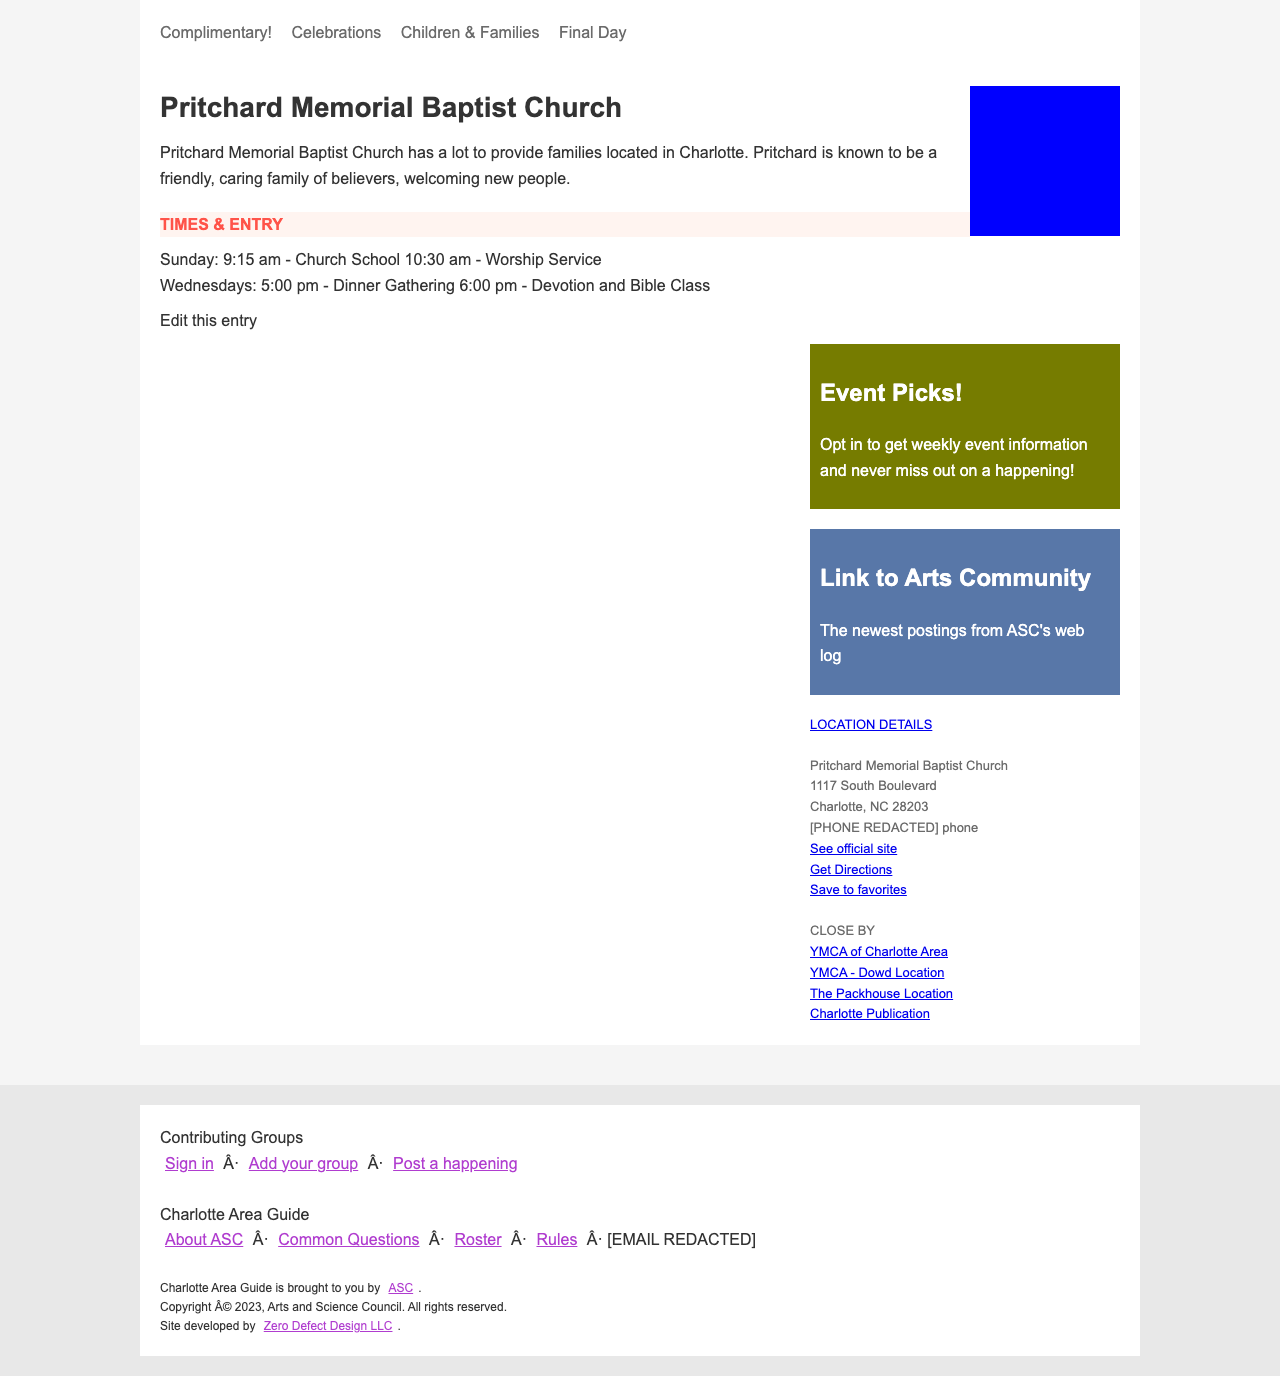 Complimentary! Celebrations Children & Families Final Day
Pritchard Memorial Baptist Church
Pritchard Memorial Baptist Church has a lot to provide families located in Charlotte. Pritchard is known to be a
friendly, caring family of believers, welcoming new people.
TIMES & ENTRY
Sunday: 9:15 am - Church School 10:30 am - Worship Service
Wednesdays: 5:00 pm - Dinner Gathering 6:00 pm - Devotion and Bible Class
Edit this entry
Event Picks!
Opt in to get weekly event information
and never miss out on a happening!
Link to Arts Community
The newest postings from ASC's web
log
LOCATION DETAILS
Pritchard Memorial Baptist Church
1117 South Boulevard
Charlotte, NC 28203
[PHONE REDACTED] phone
See official site
Get Directions
Save to favorites
CLOSE BY
YMCA of Charlotte Area
YMCA - Dowd Location
The Packhouse Location
Charlotte Publication
Contributing Groups
Sign in Â· Add your group Â· Post a happening
Charlotte Area Guide
About ASC Â· Common Questions Â· Roster Â· Rules Â· [EMAIL REDACTED]
Charlotte Area Guide is brought to you by ASC .
Copyright Â© 2023, Arts and Science Council. All rights reserved.
Site developed by Zero Defect Design LLC .